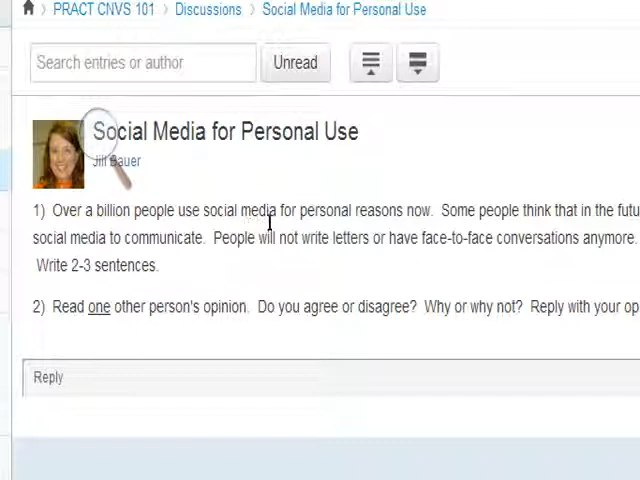 PRACT CNVS 101 > Discussions > Social Media for Personal Use
Search entries or author Unread
Social Media for Personal Use
Jill Bauer
1) Over a billion people use social media for personal reasons now. Some people think that in the futu
social media to communicate. People will not write letters or have face-to-face conversations anymore.
Write 2-3 sentences.
2) Read one other person's opinion. Do you agree or disagree? Why or why not? Reply with your op
Reply